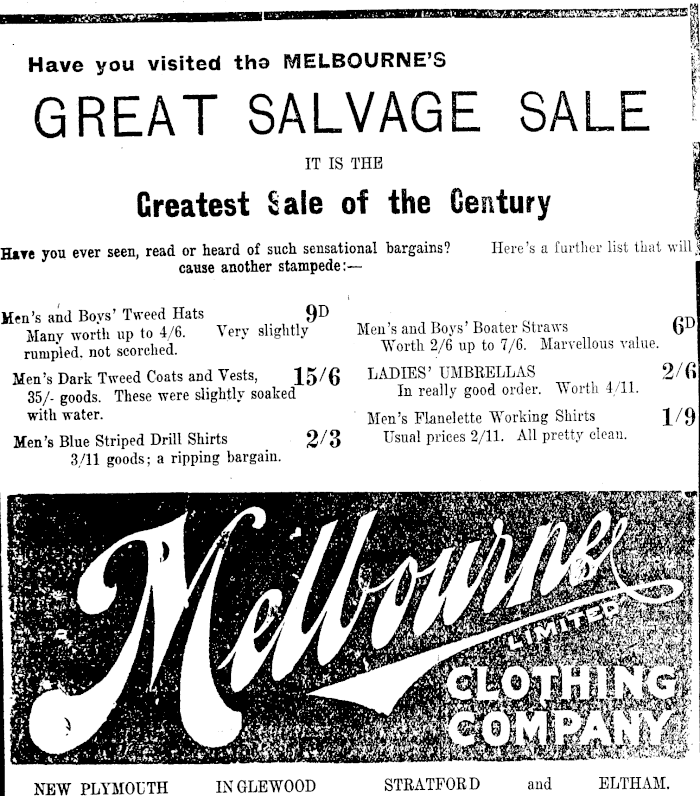 Have you visited the MELBOURNE'S
GREAT SALVAGE SALE
IT IS THE
Greatest Sale of the Century
Have you ever seen, read or heard of such sensational bargains? Here's a further list that will
cause another stampede:—
Men's and Boys' Tweed Hats 9D
Many worth up to 4/6. Very slightly
rumpled, not scorched.
Men's Dark Tweed Coats and Vests, 15/6
35/- goods. These were slightly soaked
with water.
Men's Blue Striped Drill Shirts 2/3
3/11 goods; a ripping bargain.
Men's and Boys' Boater Straws 6D
Worth 2/6 up to 7/6. Marvellous value.
LADIES' UMBRELLAS 2/6
In really good order. Worth 4/11.
Men's Flanelette Working Shirts 1/9
Usual prices 2/11. All pretty clean.
Melbourne
LIMITED
CLOTHING
COMPANY
NEW PLYMOUTH INGLEWOOD STRATFORD and ELTHAM.